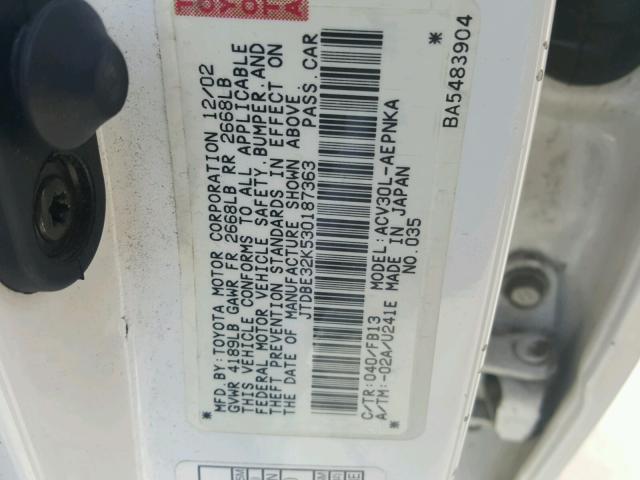 TOYOTA
MFD.BY:TOYOTA MOTOR CORPORATION 12/02
GVWR 4189LB GAWR FR 2668LB RR 2668LB
THIS VEHICLE CONFORMS TO ALL APPLICABLE
FEDERAL MOTOR VEHICLE SAFETY, BUMPER, AND
THEFT PREVENTION STANDARDS IN EFFECT ON
DATE OF MANUFACTURE SHOWN ABOVE.
JTDBE32K530187363 PASS. CAR
* *
C/TR:040/FB13 MODEL:ACV30L-AEPNKA
A/TM:-02A/U241E MADE IN JAPAN
NO.035
BA5483904